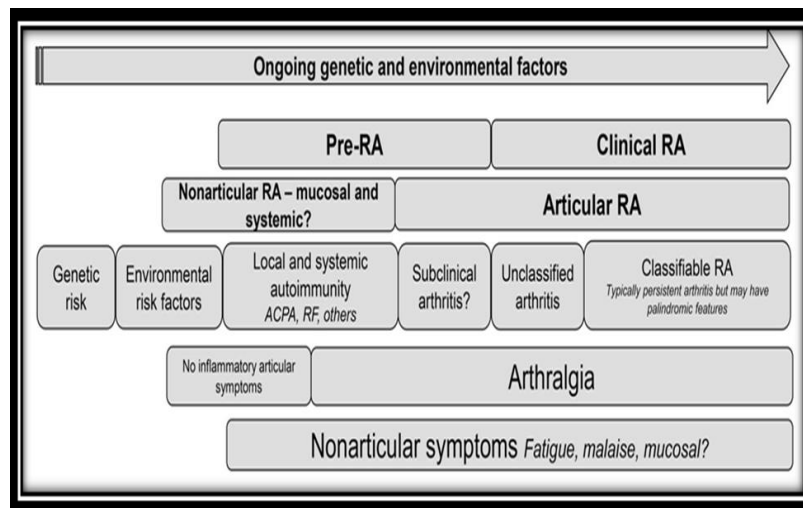 Ongoing genetic and environmental factors
Pre-RA
Clinical RA
Nonarticular RA – mucosal and
systemic?
Articular RA
Genetic
risk
Environmental
risk factors
Local and systemic
autoimmunity
ACPA, RF, others
Subclinical
arthritis?
Unclassified
arthritis
Classifiable RA
Typically persistent arthritis but may have
palindromic features
No inflammatory articular
symptoms
Arthralgia
Nonarticular symptoms Fatigue, malaise, mucosal?